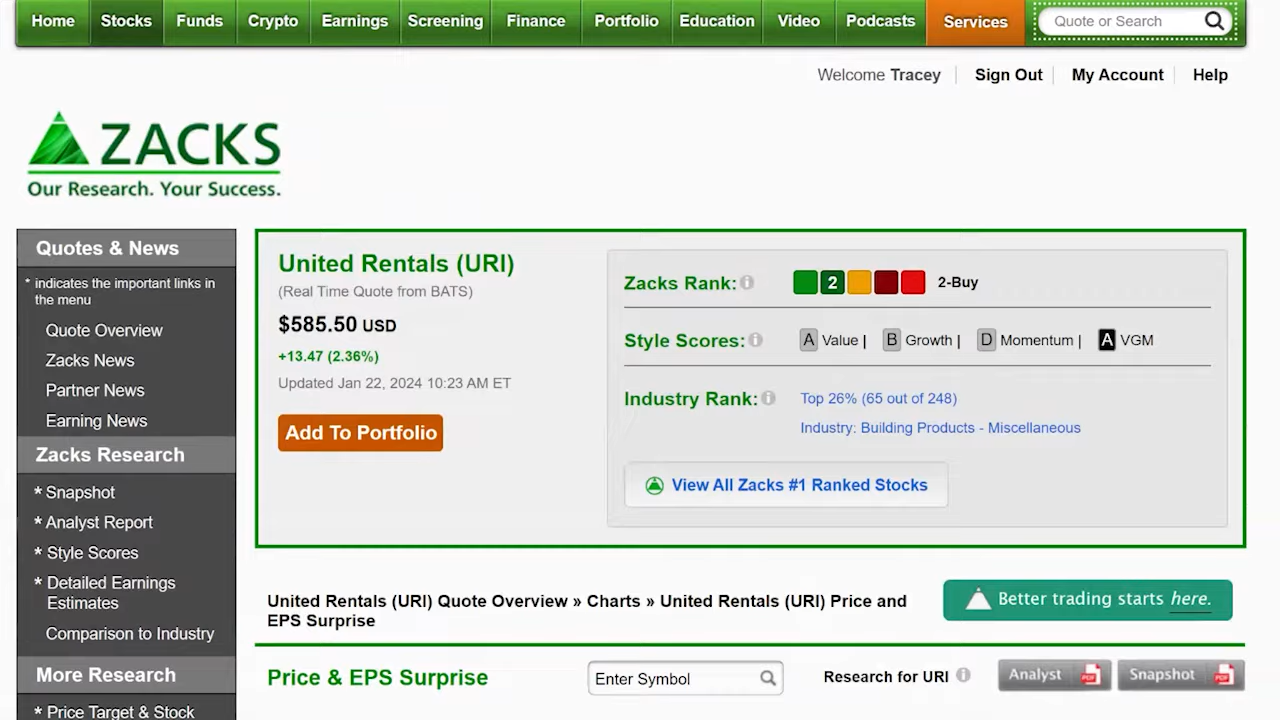 Home Stocks Funds Crypto Earnings Screening Finance Portfolio Education Video Podcasts Services Quote or Search
Welcome Tracey Sign Out My Account Help
ZACKS
Our Research. Your Success.
Quotes & News
* indicates the important links in
the menu
Quote Overview
Zacks News
Partner News
Earning News
Zacks Research
* Snapshot
* Analyst Report
* Style Scores
* Detailed Earnings
Estimates
Comparison to Industry
More Research
* Price Target & Stock
United Rentals (URI)
(Real Time Quote from BATS)
$585.50 USD
+13.47 (2.36%)
Updated Jan 22, 2024 10:23 AM ET
Add To Portfolio
Zacks Rank: 2 2-Buy
Style Scores: A Value | B Growth | D Momentum | A VGM
Industry Rank: Top 26% (65 out of 248)
Industry: Building Products - Miscellaneous
View All Zacks #1 Ranked Stocks
United Rentals (URI) Quote Overview » Charts » United Rentals (URI) Price and
EPS Surprise
Better trading starts here.
Price & EPS Surprise Enter Symbol Research for URI Analyst PDF Snapshot PDF